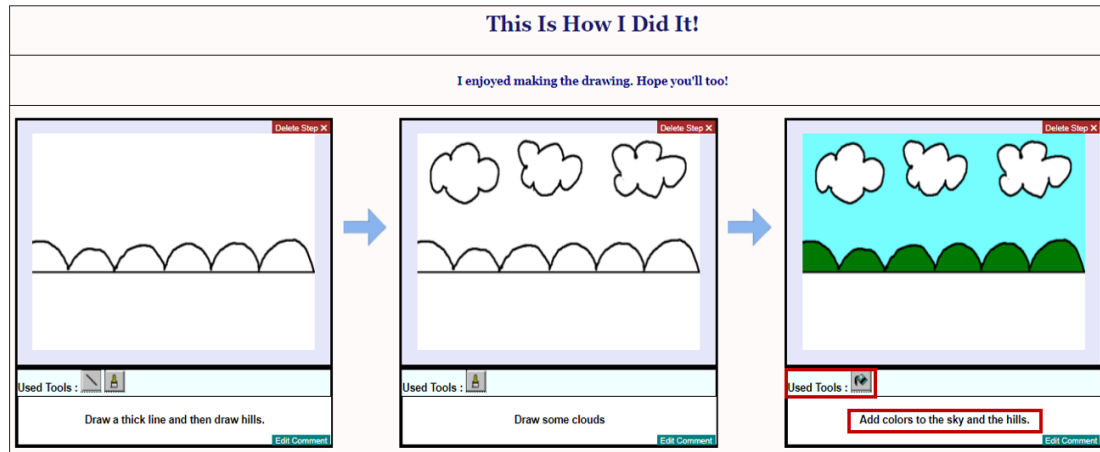 This Is How I Did It!
I enjoyed making the drawing. Hope you'll too!
Delete Step X
Used Tools :
Draw a thick line and then draw hills.
Edit Comment
Delete Step X
Used Tools :
Draw some clouds
Edit Comment
Delete Step X
Used Tools :
Add colors to the sky and the hills.
Edit Comment